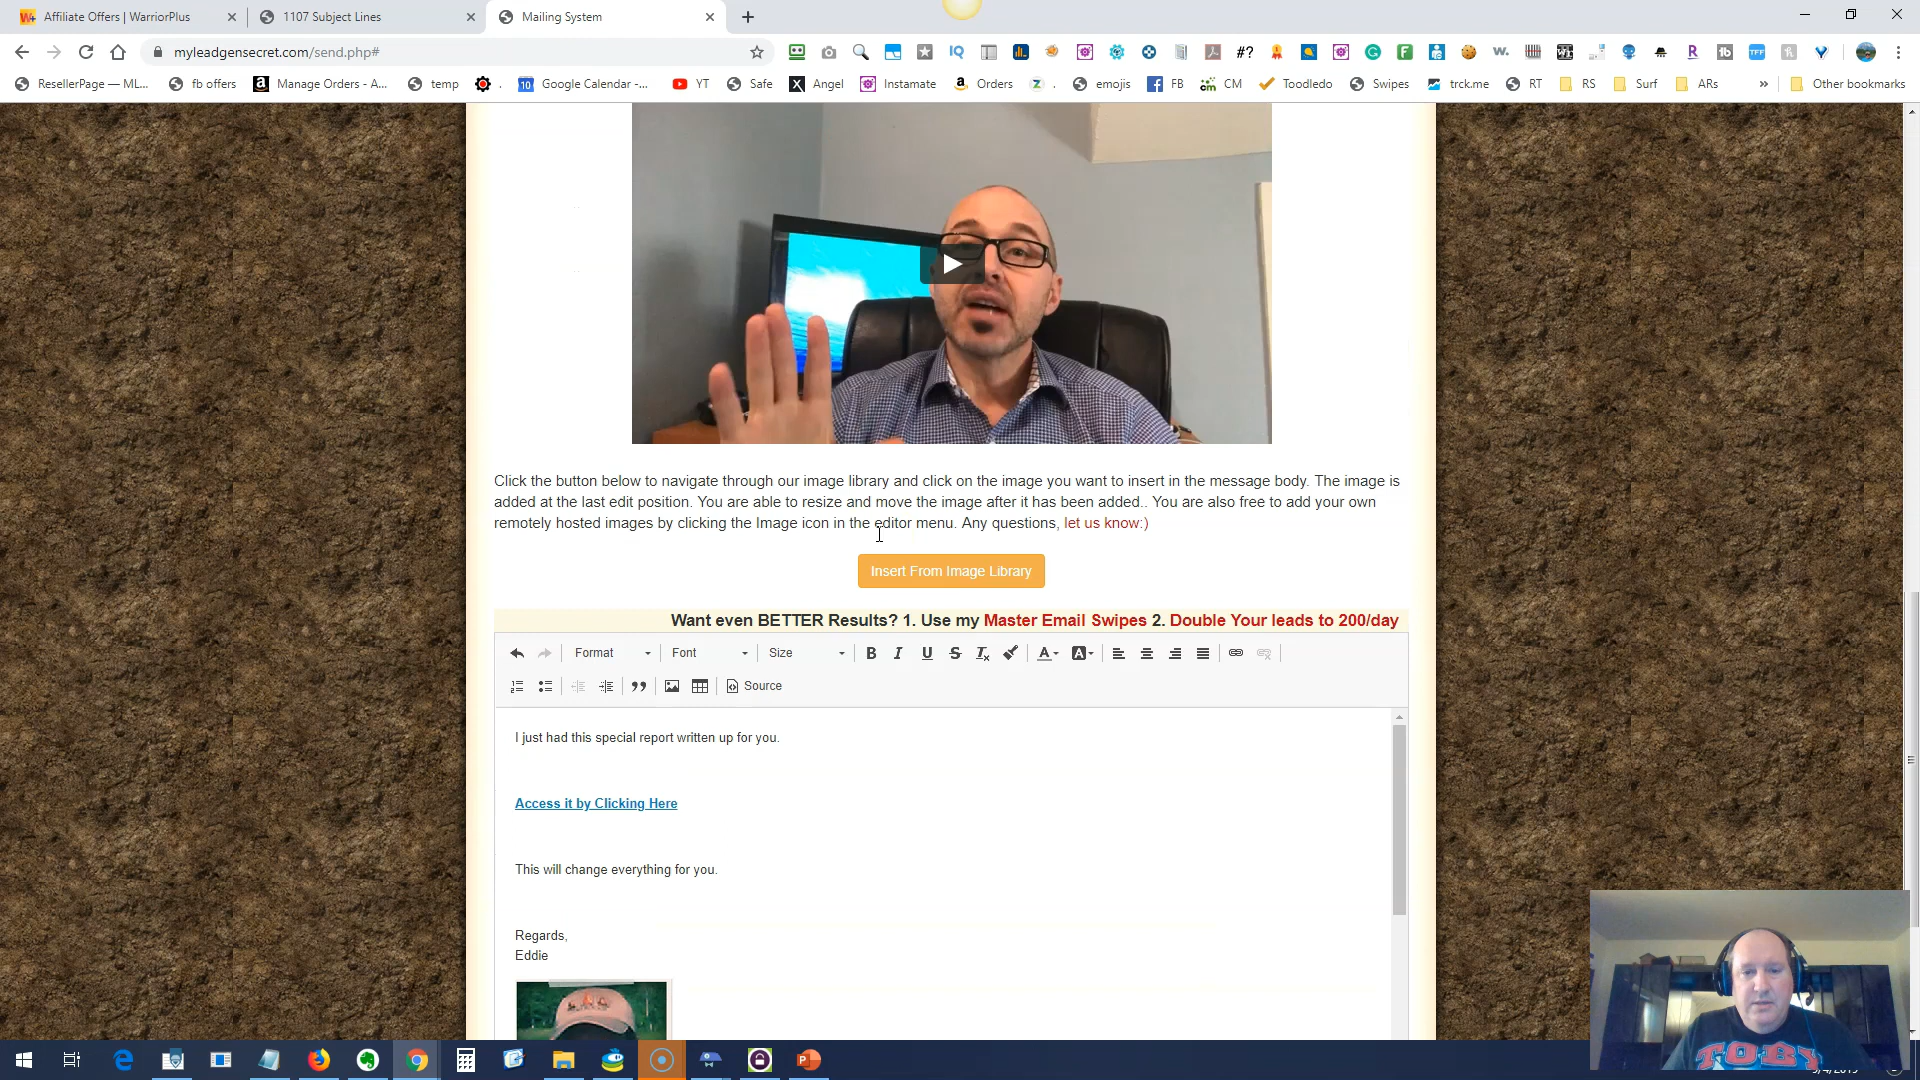 Affiliate Offers | WarriorPlus
1107 Subject Lines
Mailing System
myleadgensecret.com/send.php#
ResellerPage — ML...
fb offers
Manage Orders - A...
temp
Google Calendar -...
YT
Safe
Angel
Instamate
Orders
emojis
FB
CM
Toodledo
Swipes
trck.me
RT
RS
Surf
ARs
Other bookmarks
Click the button below to navigate through our image library and click on the image you want to insert in the message body. The image is
added at the last edit position. You are able to resize and move the image after it has been added.. You are also free to add your own
remotely hosted images by clicking the Image icon in the editor menu. Any questions, let us know:)
Insert From Image Library
Want even BETTER Results? 1. Use my Master Email Swipes 2. Double Your leads to 200/day
Format
Font
Size
Source
I just had this special report written up for you.
Access it by Clicking Here
This will change everything for you.
Regards,
Eddie
TOBY